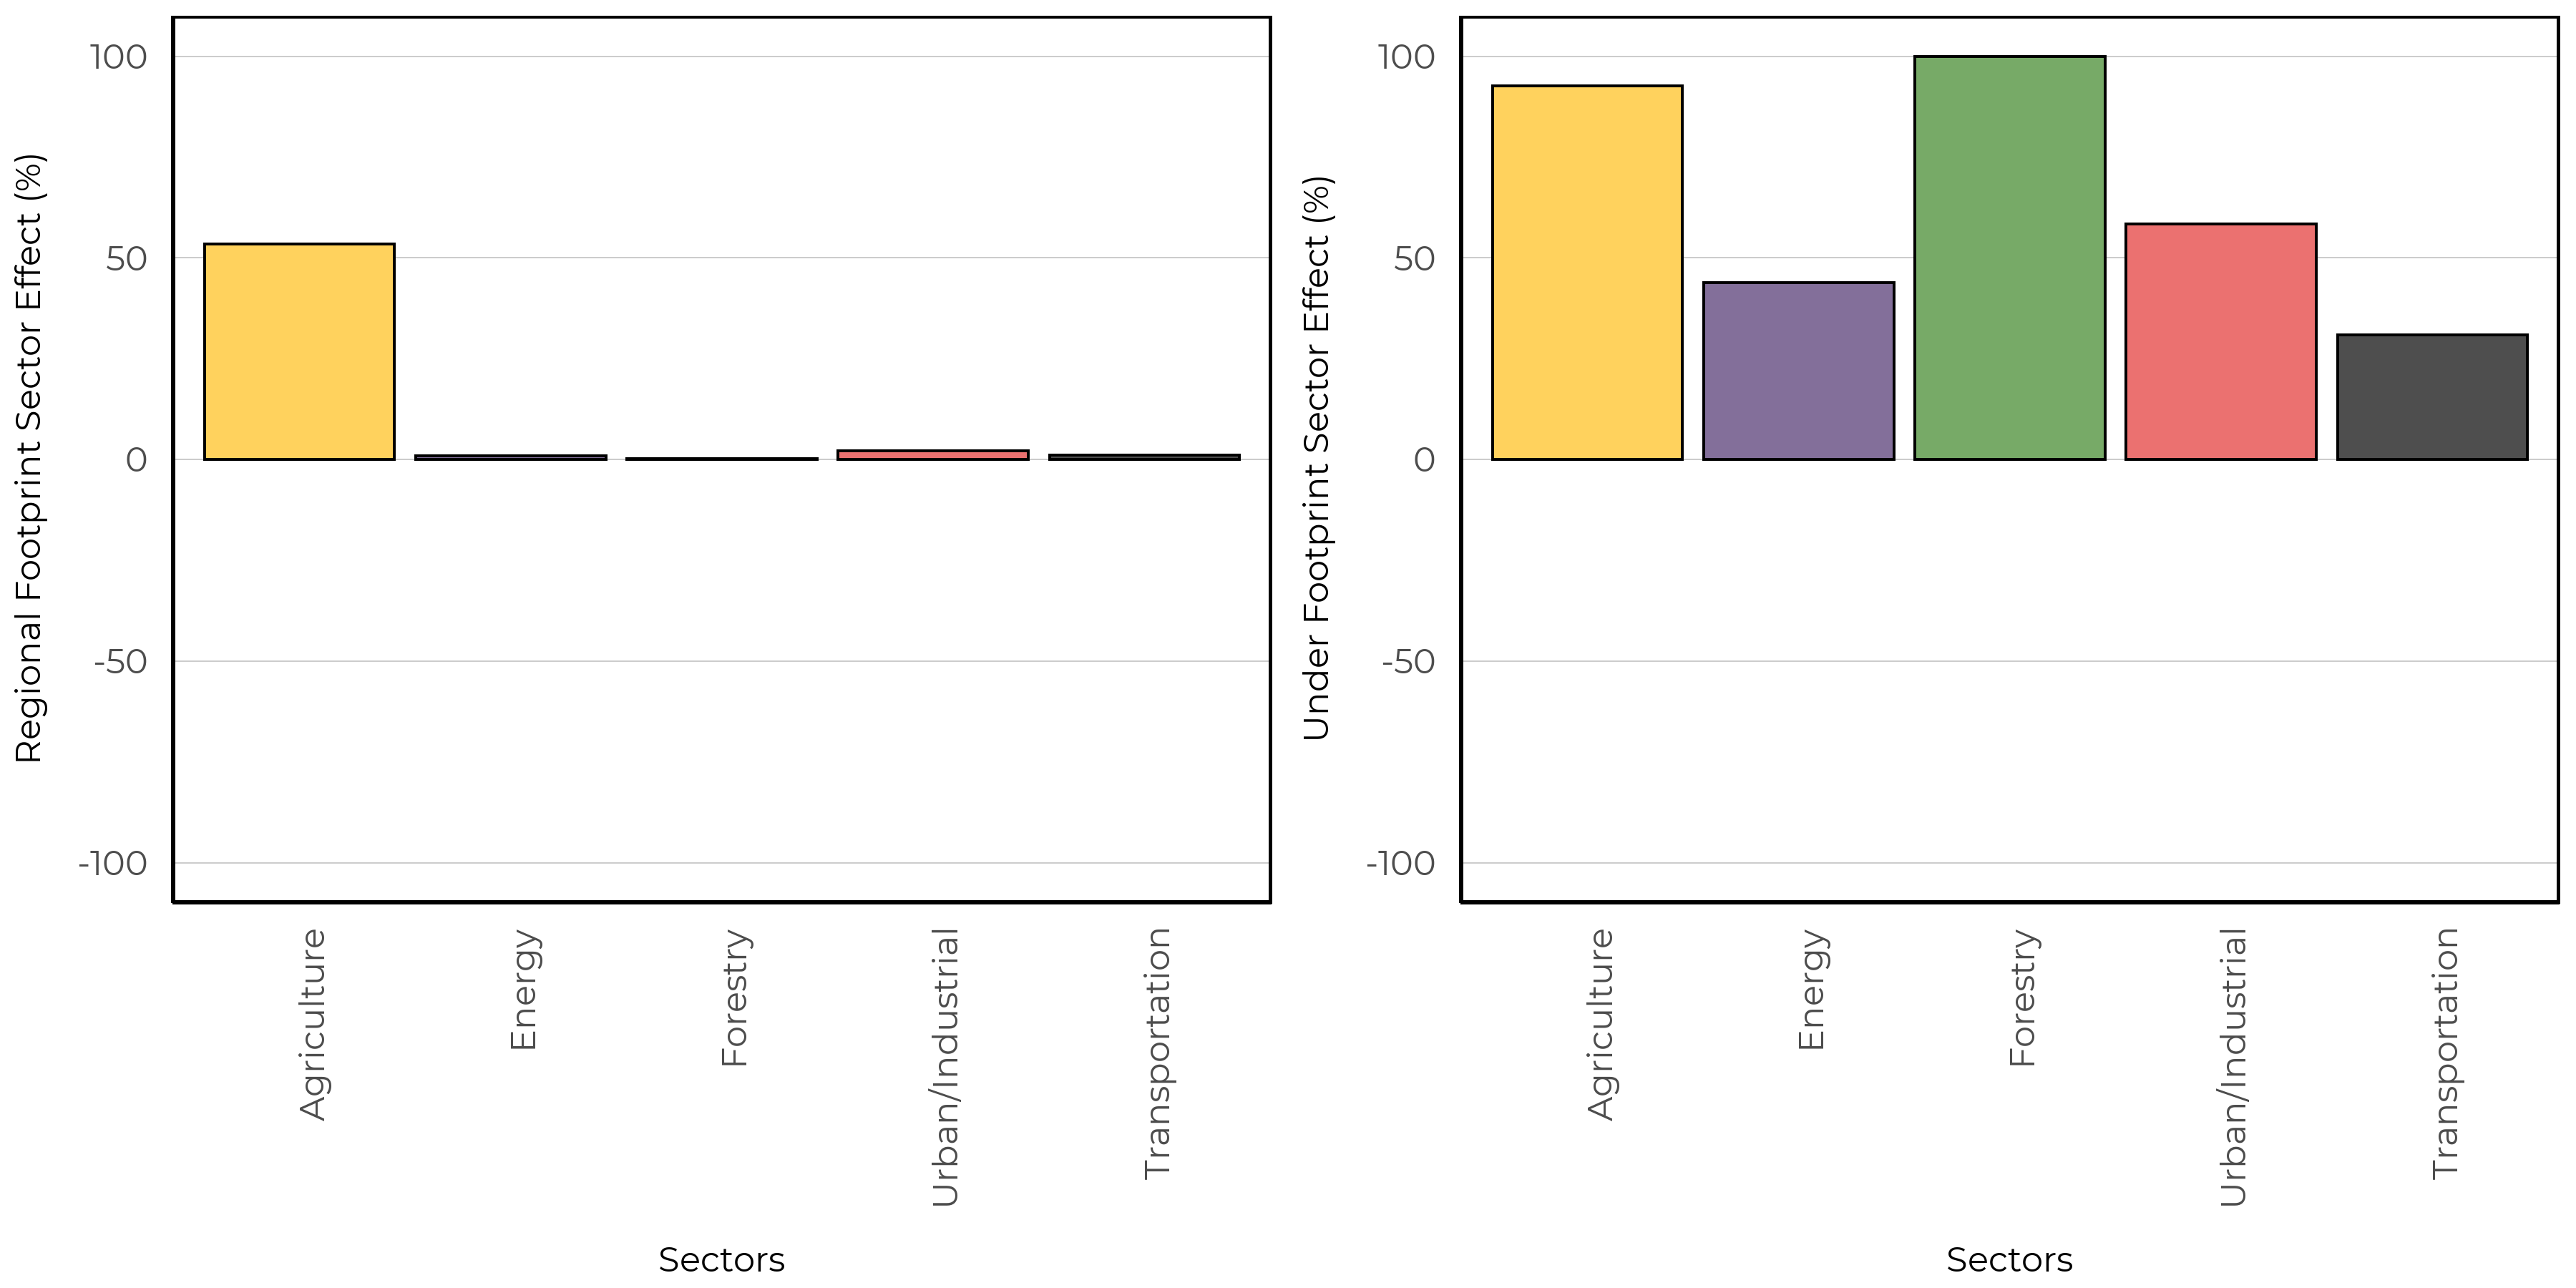 Regional Footprint Sector Effect (%)
100
50
0
-50
-100
Agriculture
Energy
Forestry
Urban/Industrial
Transportation
Sectors
Under Footprint Sector Effect (%)
100
50
0
-50
-100
Agriculture
Energy
Forestry
Urban/Industrial
Transportation
Sectors